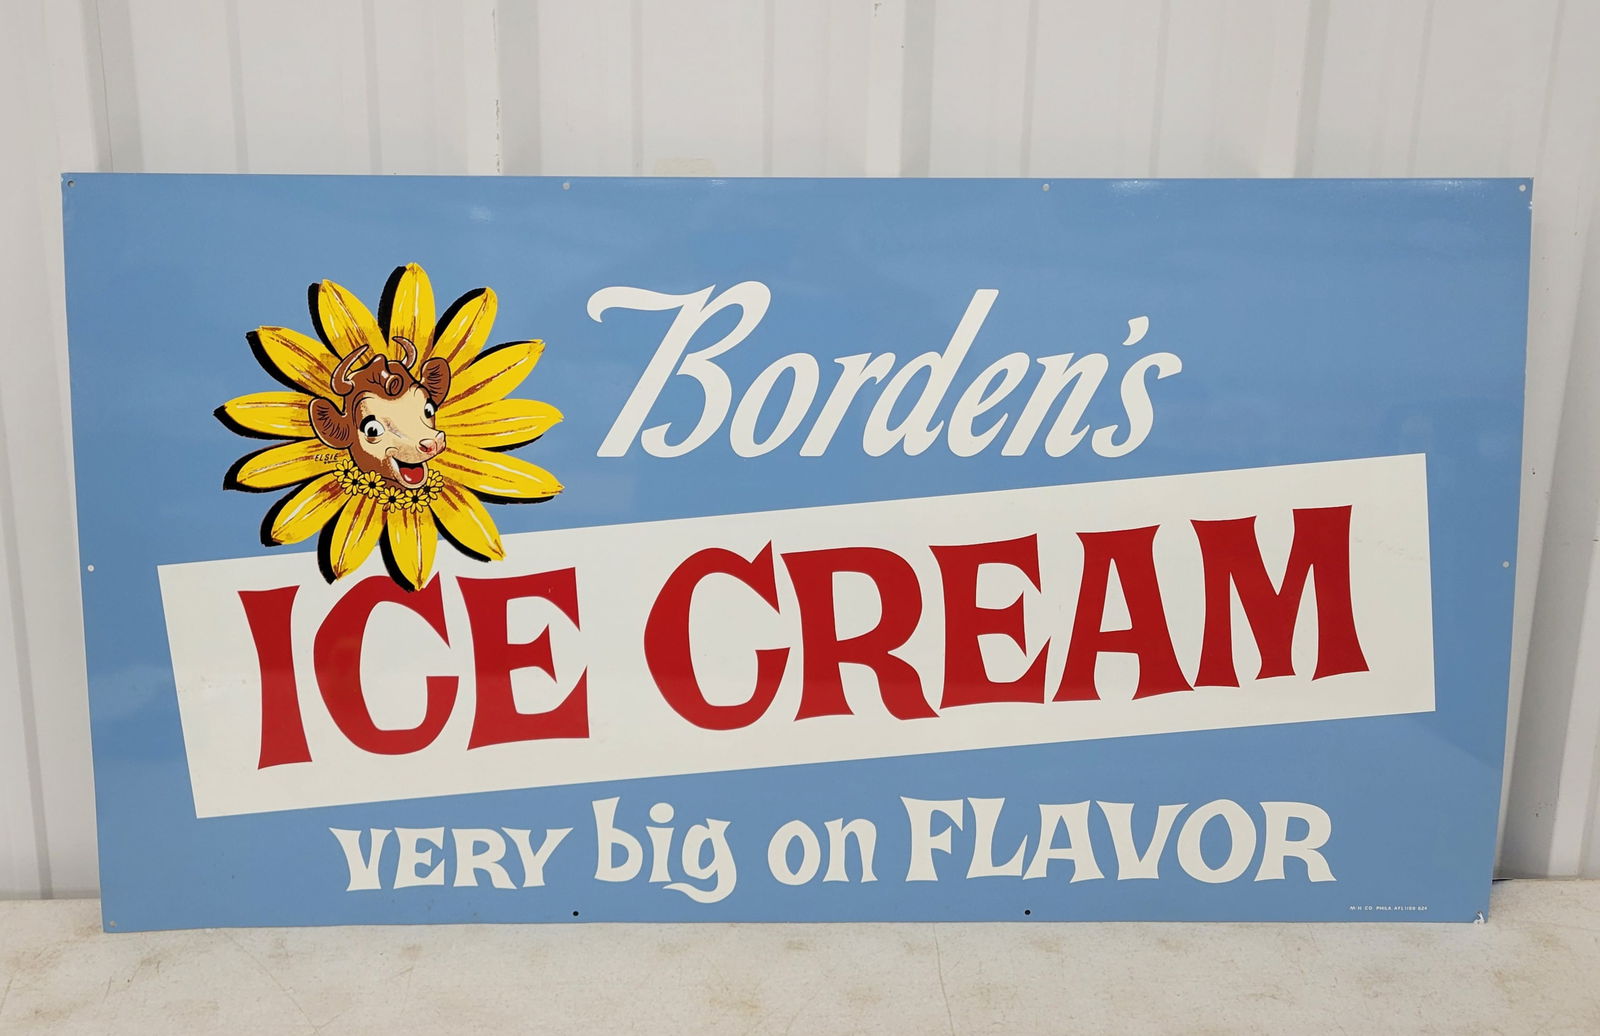 Borden's
ELSIE
ICE CREAM
VERY big on FLAVOR